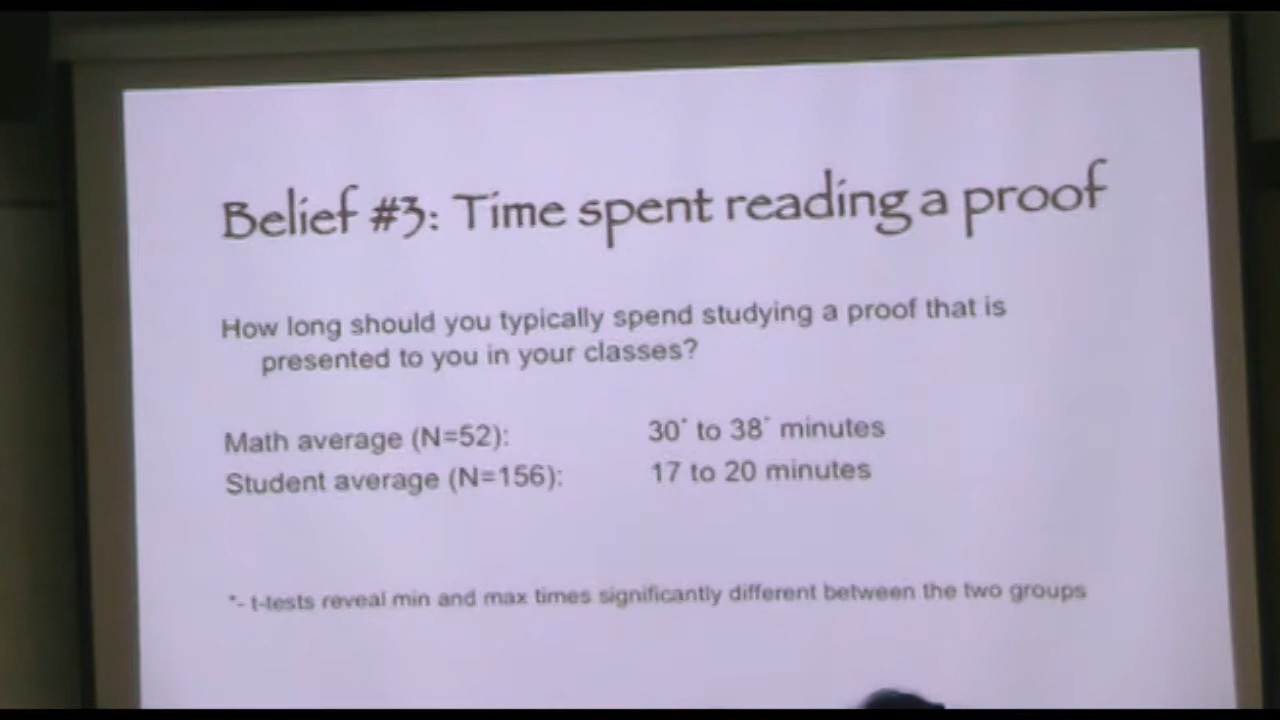 Belief #3: Time spent reading a proof
How long should you typically spend studying a proof that is
presented to you in your classes?
Math average (N=52): 30* to 38* minutes
Student average (N=156): 17 to 20 minutes
*- t-tests reveal min and max times significantly different between the two groups